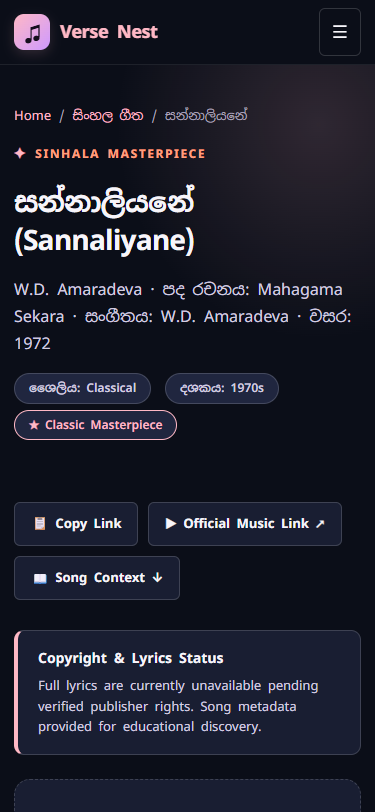 Verse Nest
Home / සිංහල ගීත / සන්නාලියනේ
SINHALA MASTERPIECE
සන්නාලියනේ
(Sannaliyane)
W.D. Amaradeva · පද රචනය: Mahagama
Sekara · සංගීතය: W.D. Amaradeva · වසර:
1972
ශෛලිය: Classical දශකය: 1970s
★ Classic Masterpiece
Copy Link ▶ Official Music Link ↗
Song Context ↓
Copyright & Lyrics Status
Full lyrics are currently unavailable pending
verified publisher rights. Song metadata
provided for educational discovery.